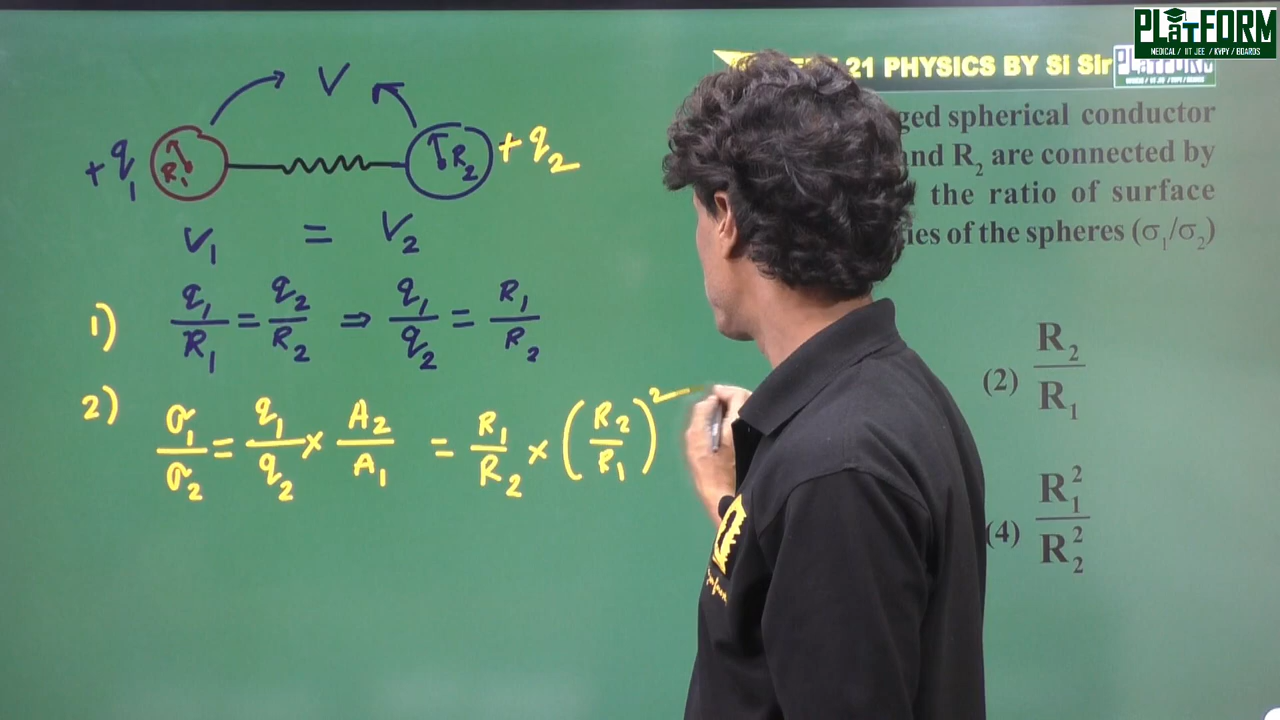 PLATFORM
MEDICAL / IIT JEE / KVPY / BOARDS
21 PHYSICS BY Si Sir
ged spherical conductor
and R₂ are connected by
the ratio of surface
ies of the spheres (σ₁/σ₂)
(2) R₂/R₁
(4) R₁²/R₂²
V
+q₁ R₁ R₂ +q₂
V₁ = V₂
1) q₁/R₁ = q₂/R₂ ⇒ q₁/q₂ = R₁/R₂
2) σ₁/σ₂ = q₁/q₂ × A₂/A₁ = R₁/R₂ × (R₂/R₁)²